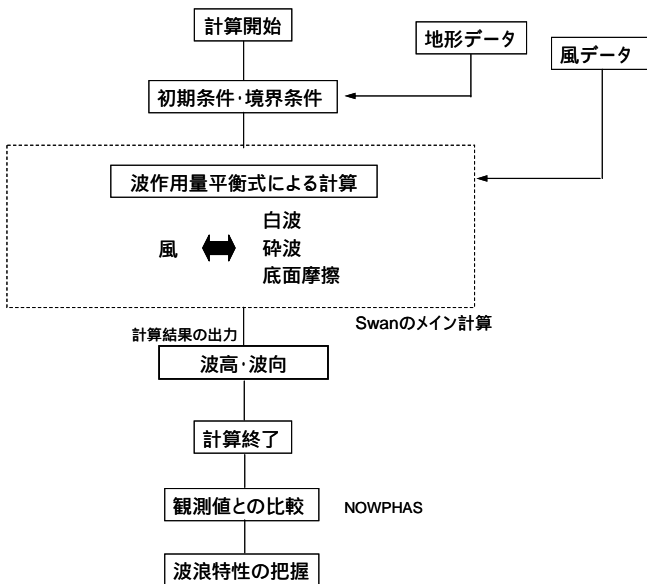 計算開始
地形データ
風データ
初期条件・境界条件
波作用量平衡式による計算
白波
風
砕波
底面摩擦
Swanのメイン計算
計算結果の出力
波高・波向
計算終了
観測値との比較
NOWPHAS
波浪特性の把握